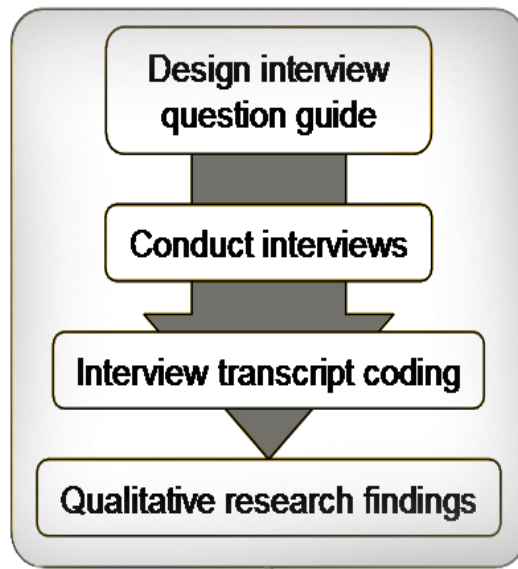 Design interview
question guide
Conduct interviews
Interview transcript coding
Qualitative research findings